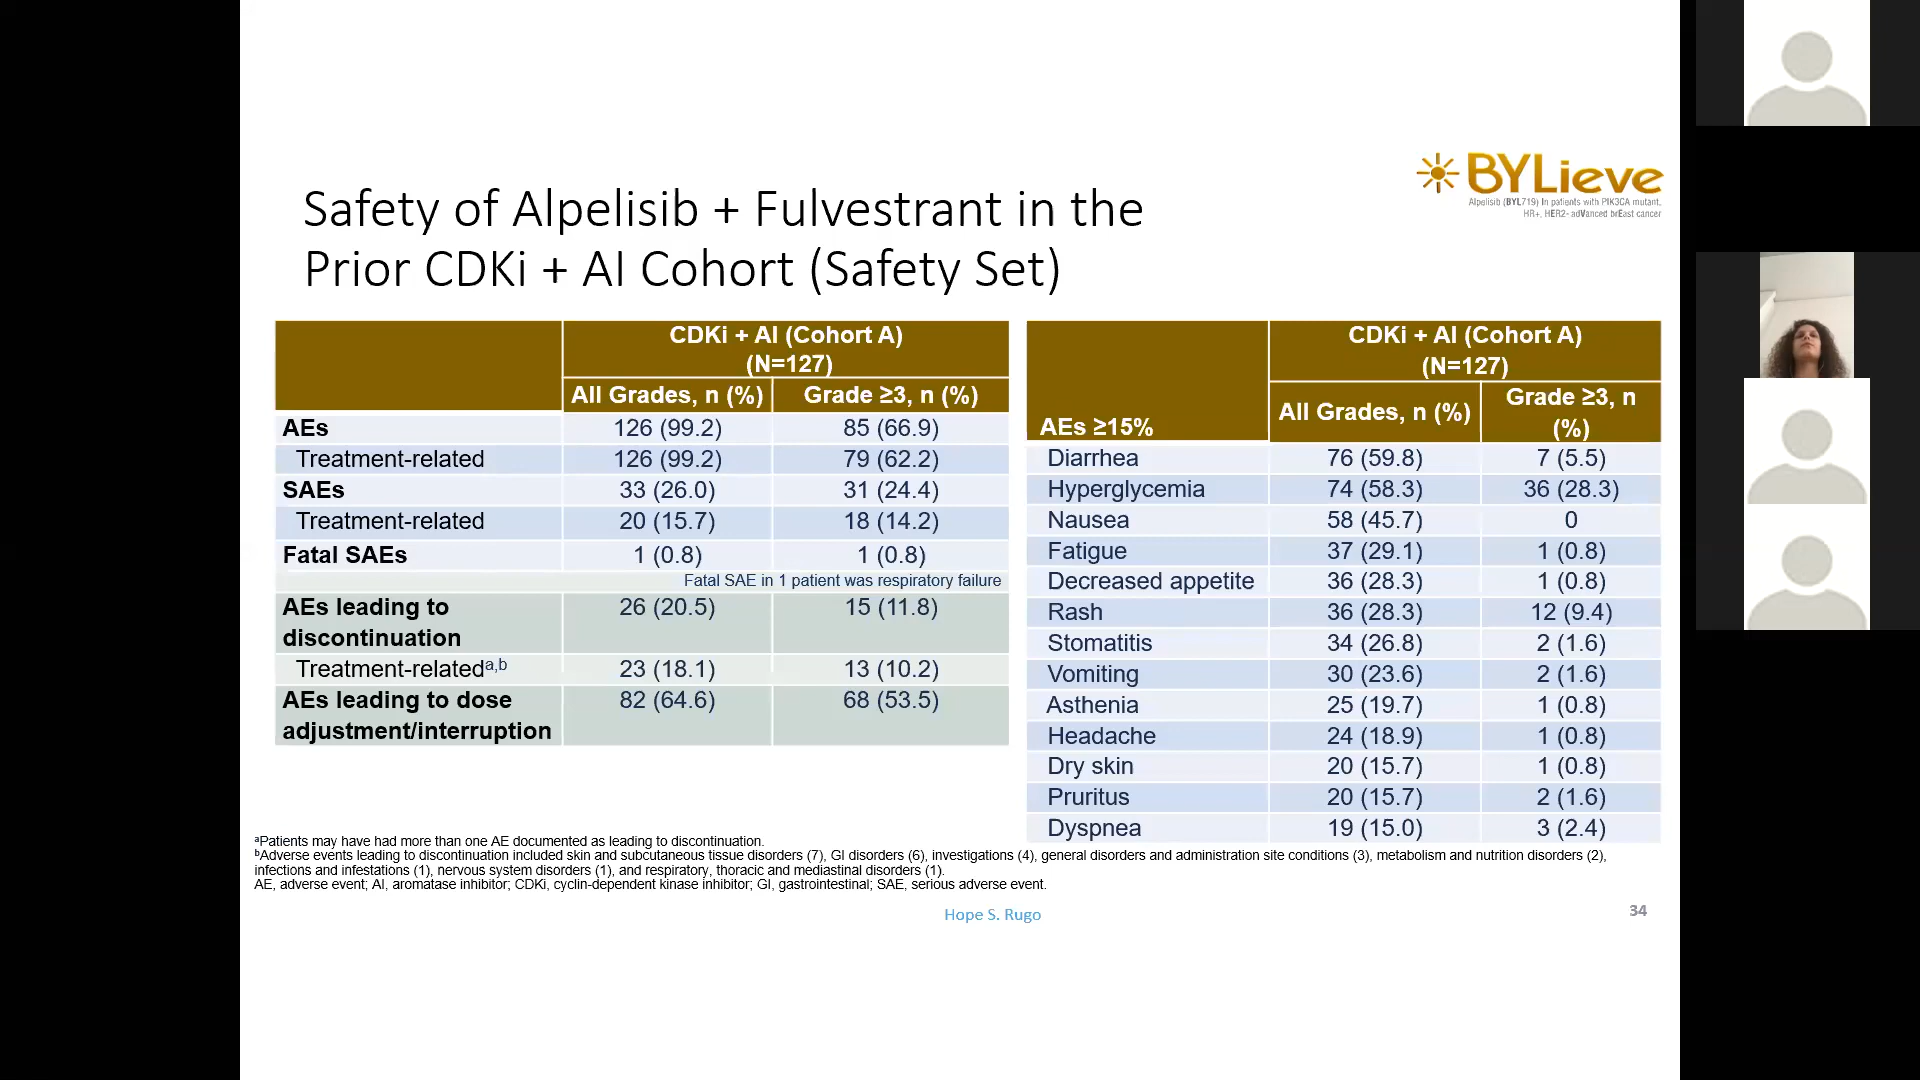 BYLieve
Alpelisib (BYL719) In patients with PIK3CA mutant,
HR+, HER2- adVanced brEast cancer
Safety of Alpelisib + Fulvestrant in the
Prior CDKi + AI Cohort (Safety Set)
CDKi + AI (Cohort A)
(N=127)
All Grades, n (%) Grade ≥3, n (%)
AEs 126 (99.2) 85 (66.9)
Treatment-related 126 (99.2) 79 (62.2)
SAEs 33 (26.0) 31 (24.4)
Treatment-related 20 (15.7) 18 (14.2)
Fatal SAEs 1 (0.8) 1 (0.8)
Fatal SAE in 1 patient was respiratory failure
AEs leading to 26 (20.5) 15 (11.8)
discontinuation
Treatment-relatedᵃ,ᵇ 23 (18.1) 13 (10.2)
AEs leading to dose 82 (64.6) 68 (53.5)
adjustment/interruption
CDKi + AI (Cohort A)
(N=127)
AEs ≥15% All Grades, n (%) Grade ≥3, n
(%)
Diarrhea 76 (59.8) 7 (5.5)
Hyperglycemia 74 (58.3) 36 (28.3)
Nausea 58 (45.7) 0
Fatigue 37 (29.1) 1 (0.8)
Decreased appetite 36 (28.3) 1 (0.8)
Rash 36 (28.3) 12 (9.4)
Stomatitis 34 (26.8) 2 (1.6)
Vomiting 30 (23.6) 2 (1.6)
Asthenia 25 (19.7) 1 (0.8)
Headache 24 (18.9) 1 (0.8)
Dry skin 20 (15.7) 1 (0.8)
Pruritus 20 (15.7) 2 (1.6)
Dyspnea 19 (15.0) 3 (2.4)
ᵃPatients may have had more than one AE documented as leading to discontinuation.
ᵇAdverse events leading to discontinuation included skin and subcutaneous tissue disorders (7), GI disorders (6), investigations (4), general disorders and administration site conditions (3), metabolism and nutrition disorders (2),
infections and infestations (1), nervous system disorders (1), and respiratory, thoracic and mediastinal disorders (1).
AE, adverse event; AI, aromatase inhibitor; CDKi, cyclin-dependent kinase inhibitor; GI, gastrointestinal; SAE, serious adverse event.
Hope S. Rugo
34